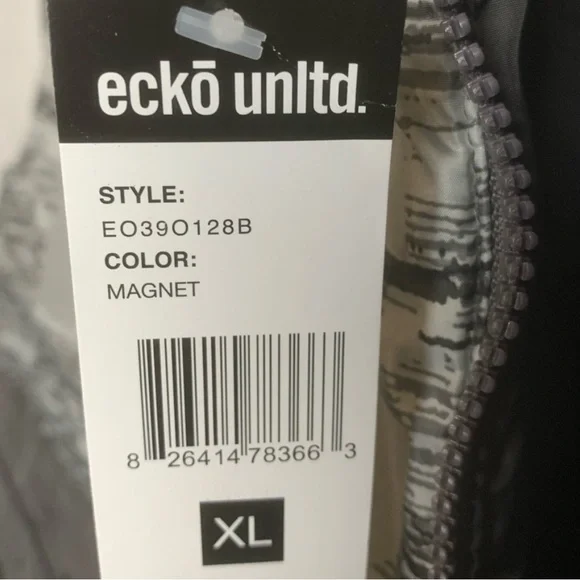 eckō unltd.
STYLE:
EO39O128B
COLOR:
MAGNET
8 26414 78366 3
XL